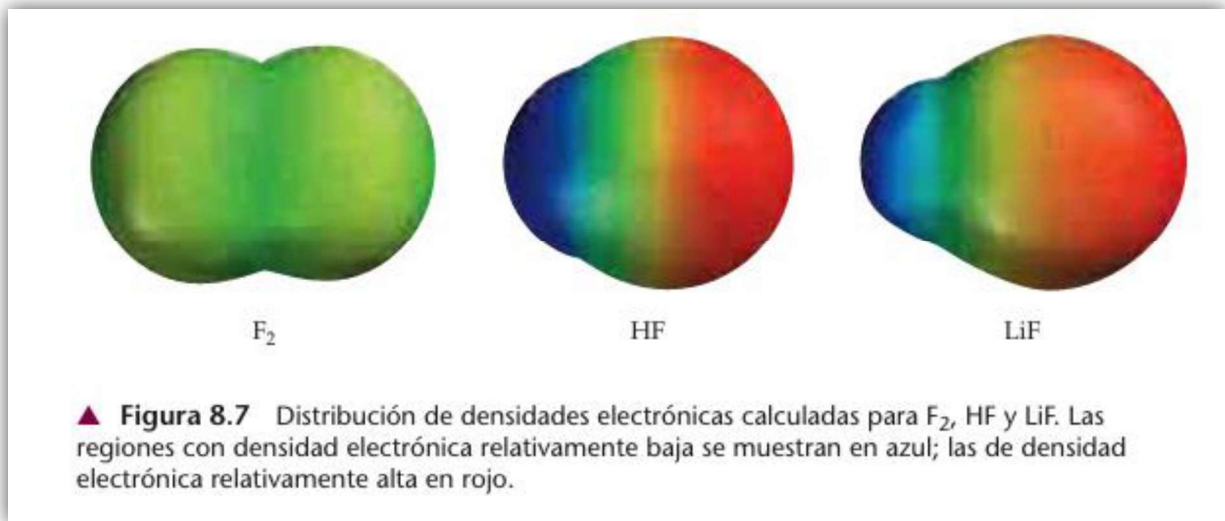 F₂ HF LiF
▲ Figura 8.7 Distribución de densidades electrónicas calculadas para F₂, HF y LiF. Las
regiones con densidad electrónica relativamente baja se muestran en azul; las de densidad
electrónica relativamente alta en rojo.